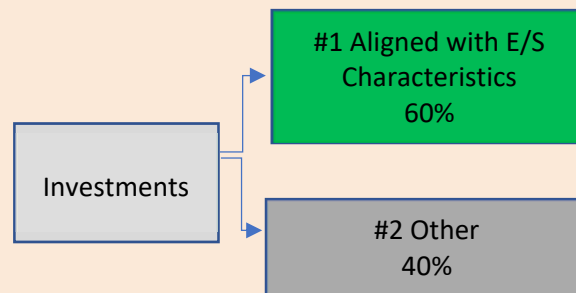 #1 Aligned with E/S
Characteristics
60%
Investments
#2 Other
40%